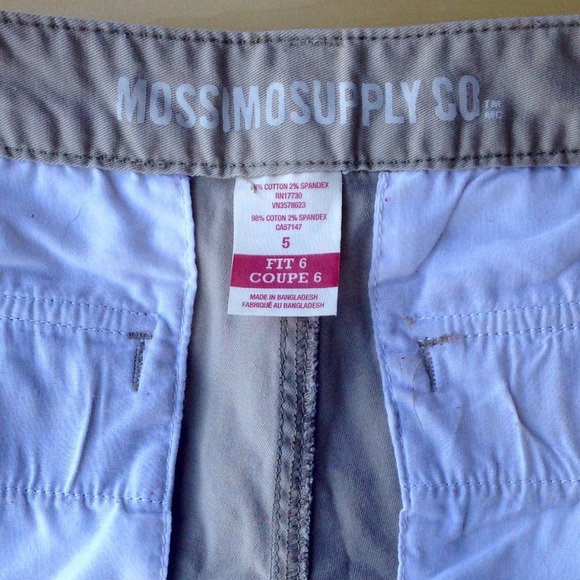 MOSSIMOSUPPLY CO. TM MC
98% COTTON 2% SPANDEX
RN17730
VN3578623
98% COTON 2% SPANDEX
CA57147
5
FIT 6
COUPE 6
MADE IN BANGLADESH
FABRIQUÉ AU BANGLADESH